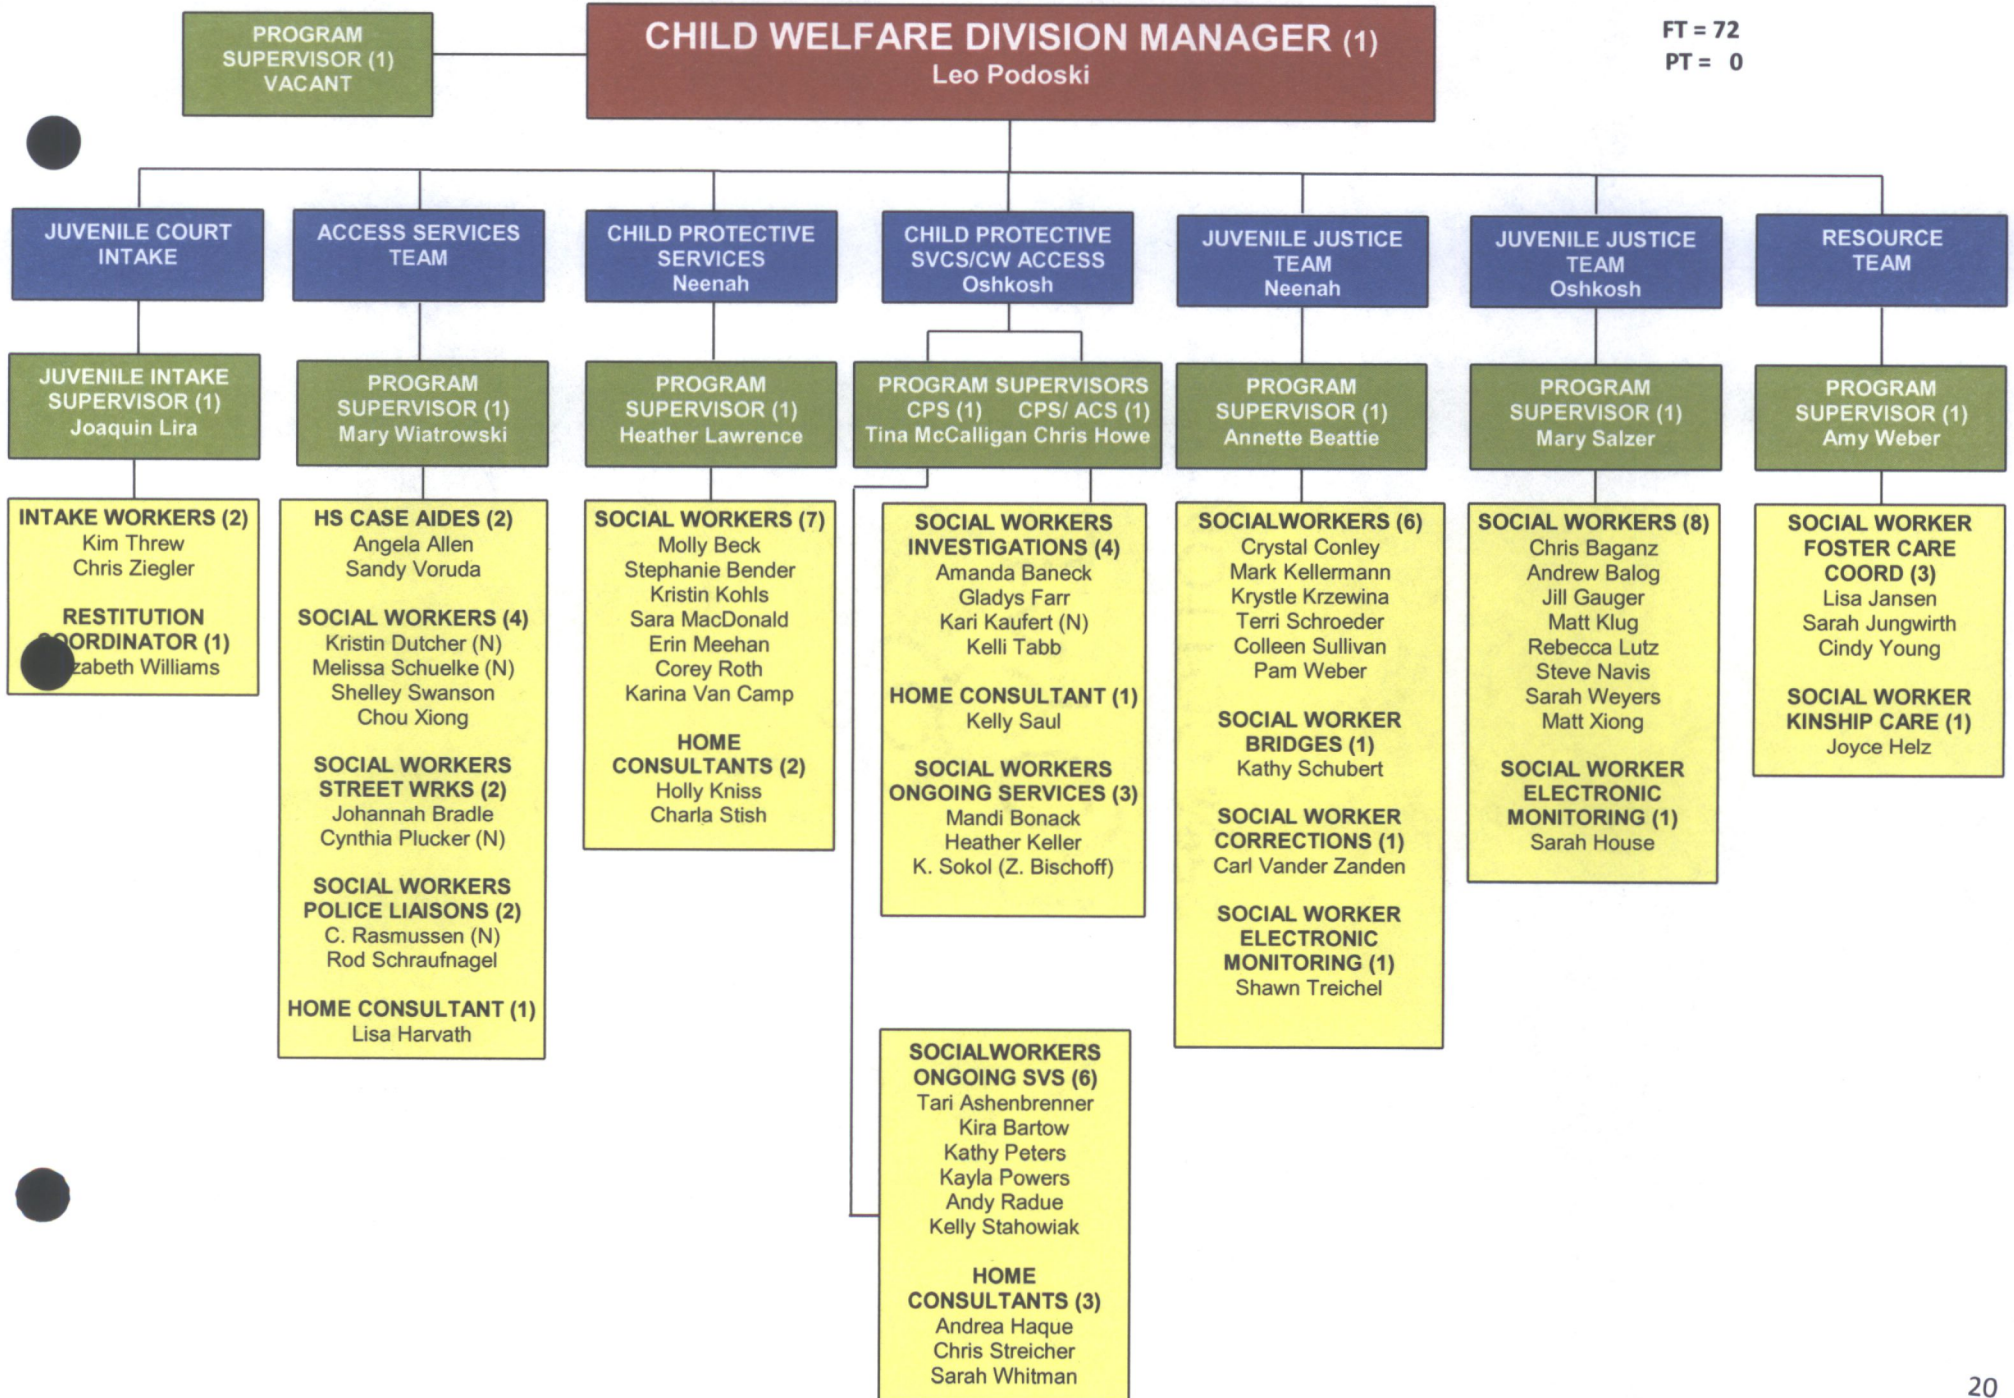 PROGRAM
SUPERVISOR (1)
VACANT
CHILD WELFARE DIVISION MANAGER (1)
Leo Podoski
FT = 72
PT = 0
JUVENILE COURT
INTAKE
JUVENILE INTAKE
SUPERVISOR (1)
Joaquin Lira
INTAKE WORKERS (2)
Kim Threw
Chris Ziegler
RESTITUTION
COORDINATOR (1)
zabeth Williams
ACCESS SERVICES
TEAM
PROGRAM
SUPERVISOR (1)
Mary Wiatrowski
HS CASE AIDES (2)
Angela Allen
Sandy Voruda
SOCIAL WORKERS (4)
Kristin Dutcher (N)
Melissa Schuelke (N)
Shelley Swanson
Chou Xiong
SOCIAL WORKERS
STREET WRKS (2)
Johannah Bradle
Cynthia Plucker (N)
SOCIAL WORKERS
POLICE LIAISONS (2)
C. Rasmussen (N)
Rod Schraufnagel
HOME CONSULTANT (1)
Lisa Harvath
CHILD PROTECTIVE
SERVICES
Neenah
PROGRAM
SUPERVISOR (1)
Heather Lawrence
SOCIAL WORKERS (7)
Molly Beck
Stephanie Bender
Kristin Kohls
Sara MacDonald
Erin Meehan
Corey Roth
Karina Van Camp
HOME
CONSULTANTS (2)
Holly Kniss
Charla Stish
CHILD PROTECTIVE
SVCS/CW ACCESS
Oshkosh
PROGRAM SUPERVISORS
CPS (1) CPS/ ACS (1)
Tina McCalligan Chris Howe
SOCIAL WORKERS
INVESTIGATIONS (4)
Amanda Baneck
Gladys Farr
Kari Kaufert (N)
Kelli Tabb
HOME CONSULTANT (1)
Kelly Saul
SOCIAL WORKERS
ONGOING SERVICES (3)
Mandi Bonack
Heather Keller
K. Sokol (Z. Bischoff)
SOCIALWORKERS
ONGOING SVS (6)
Tari Ashenbrenner
Kira Bartow
Kathy Peters
Kayla Powers
Andy Radue
Kelly Stahowiak
HOME
CONSULTANTS (3)
Andrea Haque
Chris Streicher
Sarah Whitman
JUVENILE JUSTICE
TEAM
Neenah
PROGRAM
SUPERVISOR (1)
Annette Beattie
SOCIALWORKERS (6)
Crystal Conley
Mark Kellermann
Krystle Krzewina
Terri Schroeder
Colleen Sullivan
Pam Weber
SOCIAL WORKER
BRIDGES (1)
Kathy Schubert
SOCIAL WORKER
CORRECTIONS (1)
Carl Vander Zanden
SOCIAL WORKER
ELECTRONIC
MONITORING (1)
Shawn Treichel
JUVENILE JUSTICE
TEAM
Oshkosh
PROGRAM
SUPERVISOR (1)
Mary Salzer
SOCIAL WORKERS (8)
Chris Baganz
Andrew Balog
Jill Gauger
Matt Klug
Rebecca Lutz
Steve Navis
Sarah Weyers
Matt Xiong
SOCIAL WORKER
ELECTRONIC
MONITORING (1)
Sarah House
RESOURCE
TEAM
PROGRAM
SUPERVISOR (1)
Amy Weber
SOCIAL WORKER
FOSTER CARE
COORD (3)
Lisa Jansen
Sarah Jungwirth
Cindy Young
SOCIAL WORKER
KINSHIP CARE (1)
Joyce Helz
20